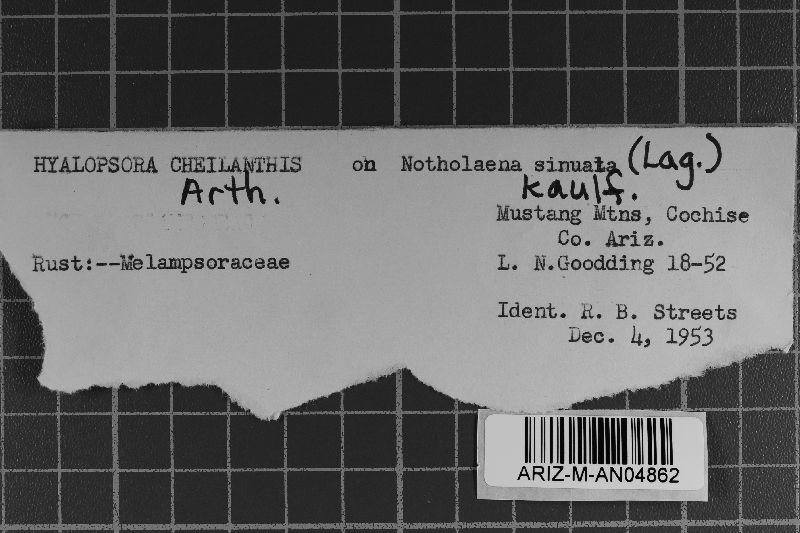 HYALOPSORA CHEILANTHIS on Notholaena sinuata (Lag.)
Arth. Kaulf.
Mustang Mtns, Cochise
Co. Ariz.
Rust:--Melampsoraceae L. N.Goodding 18-52
Ident. R. B. Streets
Dec. 4, 1953
ARIZ-M-AN04862